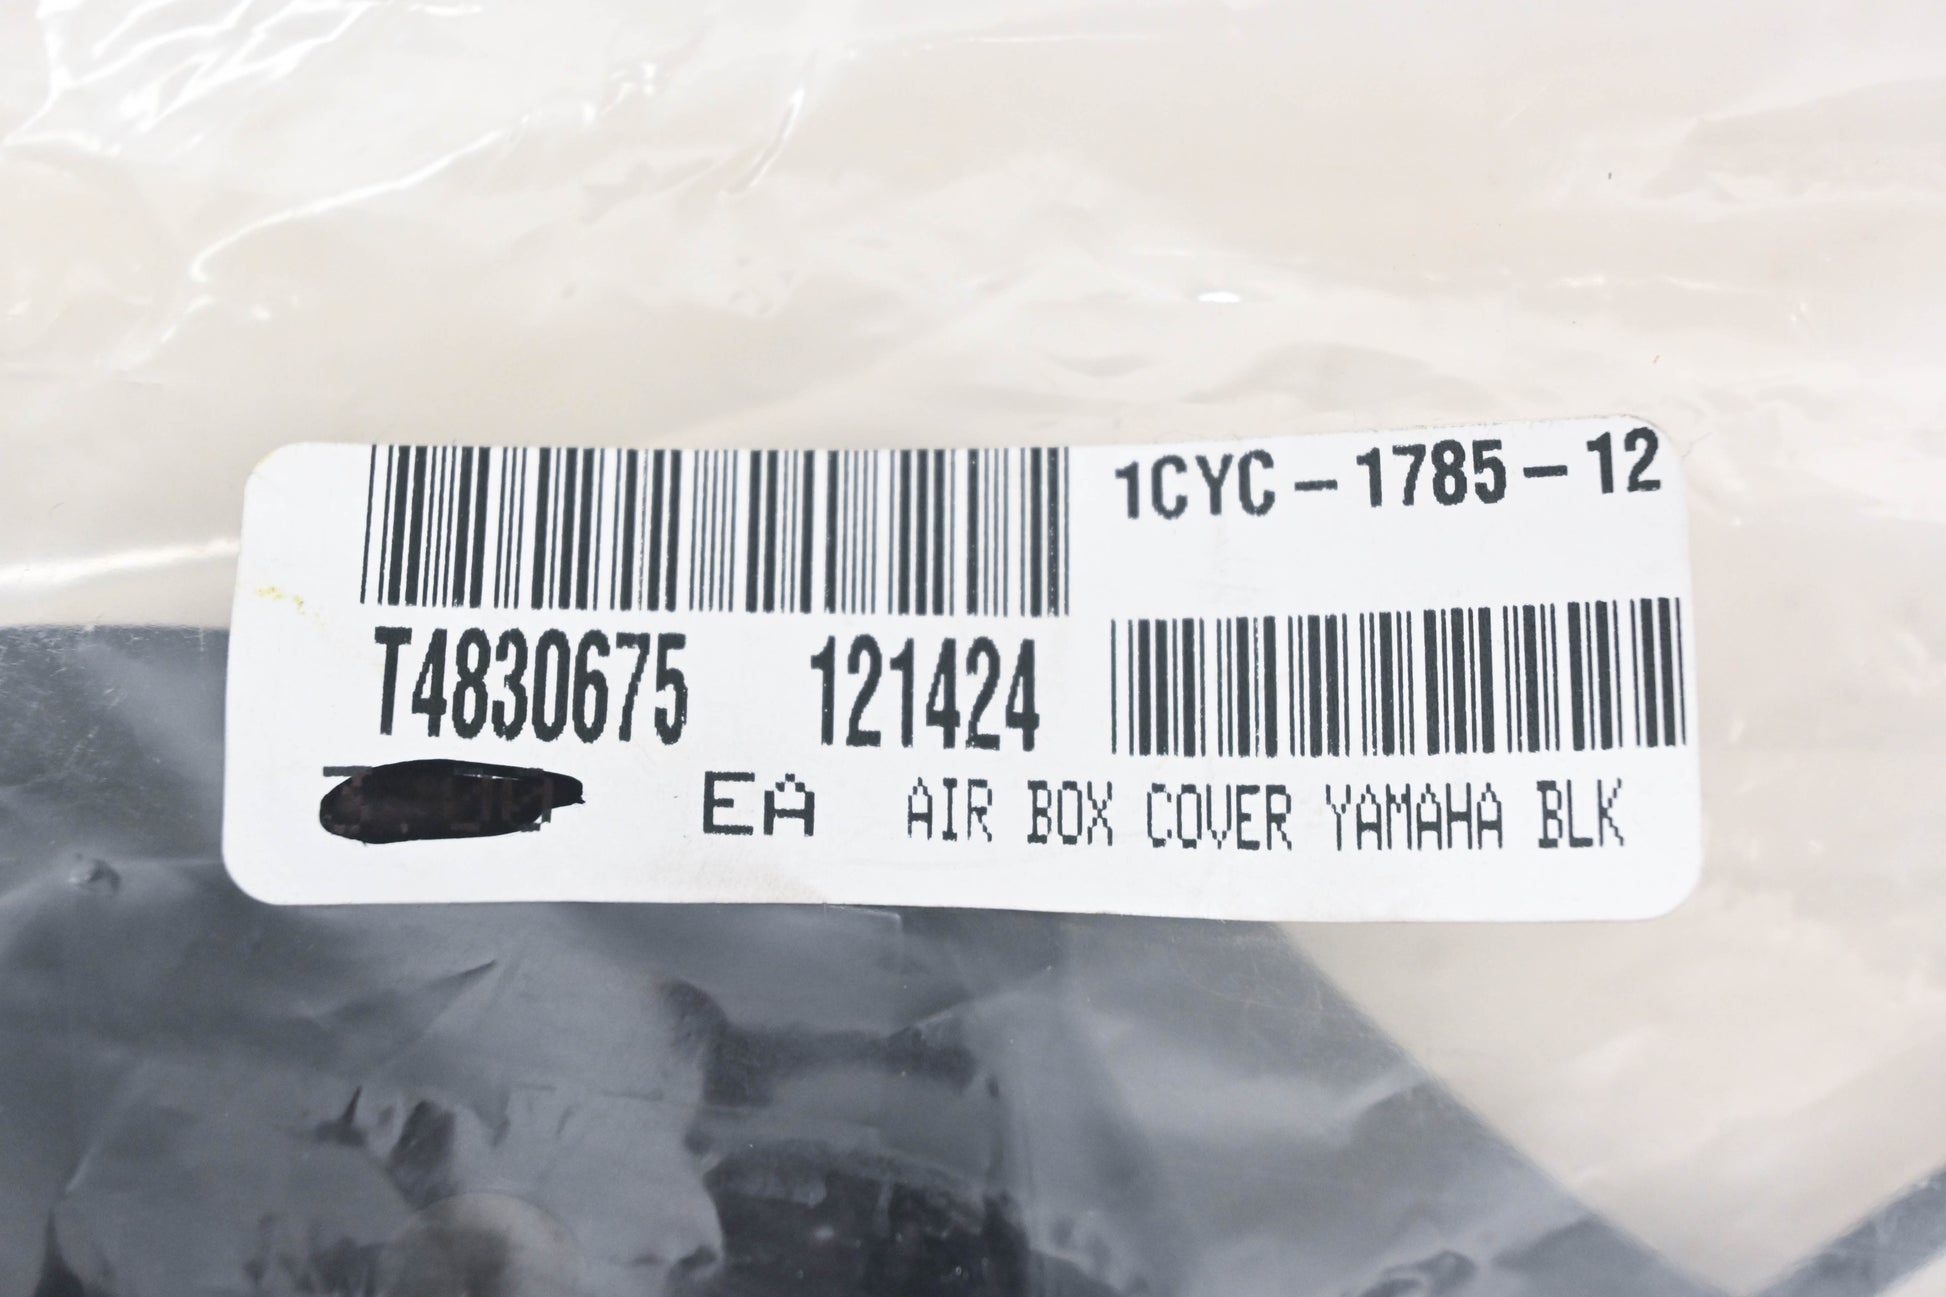 1CYC-1785-12
T4830675 121424
EA AIR BOX COVER YAMAHA BLK